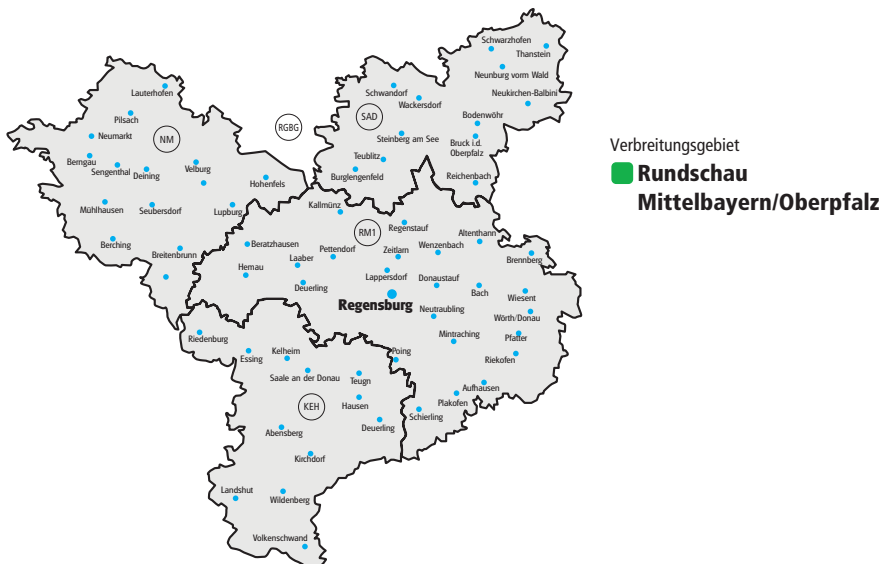 Schwarzhofen
Thanstein
Neunburg vorm Wald
Neukirchen-Balbini
Lauterhofen
Schwandorf
Wackersdorf
Pilsach
SAD
Bodenwöhr
RGBG
Neumarkt
NM
Steinberg am See
Bruck i.d.
Oberpfalz
Verbreitungsgebiet
Rundschau
Mittelbayern/Oberpfalz
Berngau
Sengenthal
Deining
Velburg
Teublitz
Burglengenfeld
Hohenfels
Reichenbach
Mühlhausen
Seubersdorf
Lupburg
Kallmünz
Regenstauf
Altenthann
RM1
Berching
Breitenbrunn
Beratzhausen
Laaber
Pettendorf
Zeitlarn
Wenzenbach
Brennberg
Hemau
Deuerling
Lappersdorf
Donaustauf
Bach
Wiesent
Regensburg
Neutraubling
Wörth/Donau
Riedenburg
Mintraching
Pfatter
Essing
Kelheim
Poing
Riekofen
Saale an der Donau
Teugn
Aufhausen
KEH
Hausen
Plakofen
Schierling
Abensberg
Deuerling
Kirchdorf
Landshut
Wildenberg
Volkenschwand